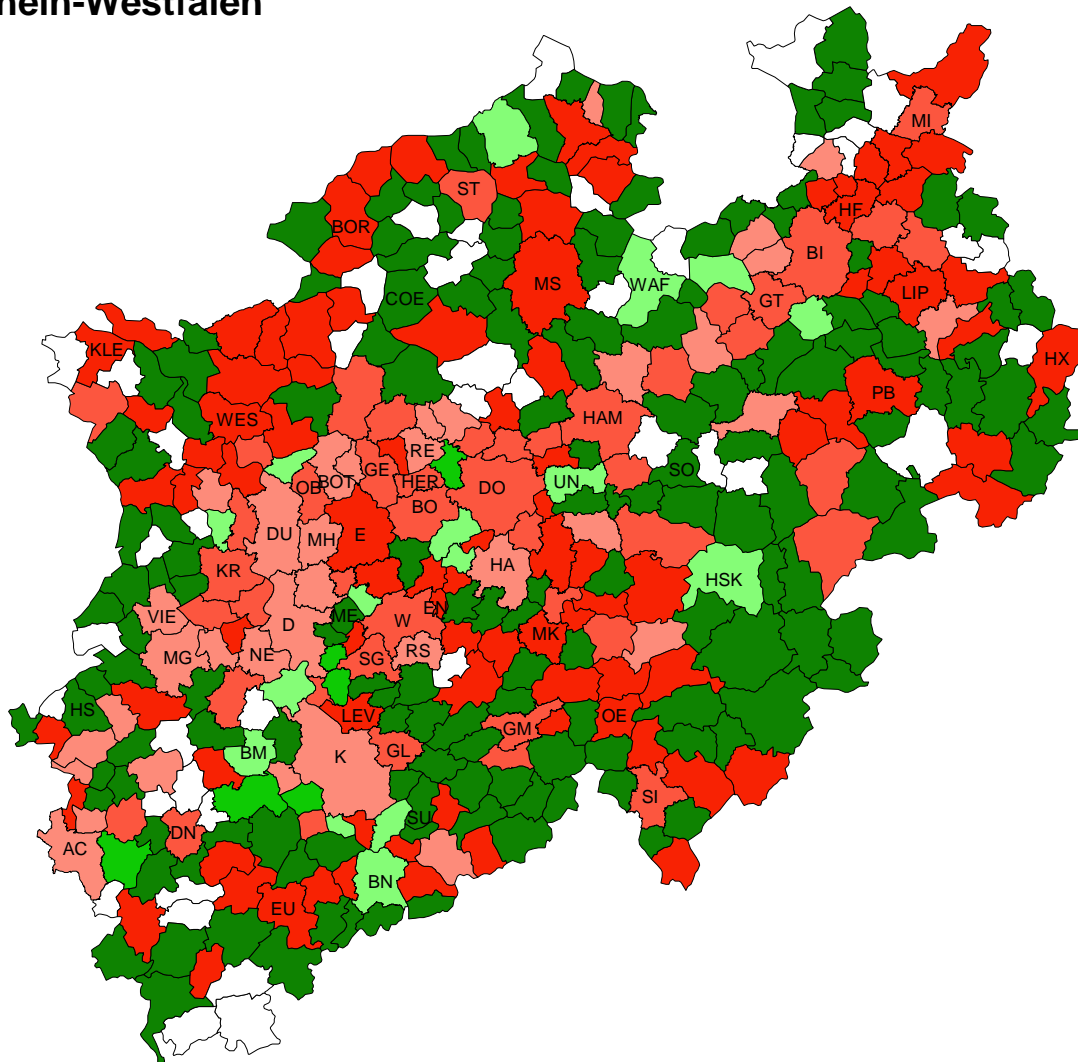 hein-Westfalen
MI
ST
HF
BOR
BI
MS
WAF
COE
GT
LIP
KLE
HX
PB
WES
HAM
RE
GE
SO
BOT
HER
UN
OB
DO
BO
DU
MH
E
HA
KR
HSK
EN
VIE
ME
W
D
MK
RS
NE
MG
SG
HS
LEV
OE
GM
BM
GL
K
SI
SU
DN
AC
BN
EU